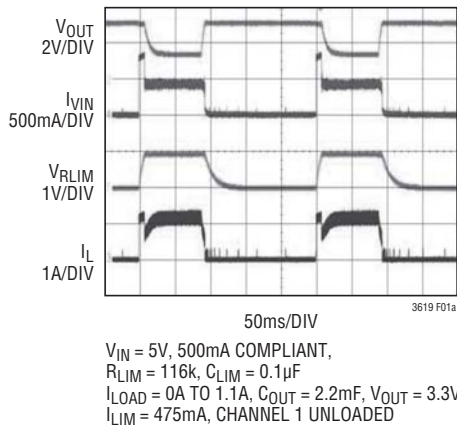 VOUT
2V/DIV
IVIN
500mA/DIV
VRLIM
1V/DIV
IL
1A/DIV
50ms/DIV
3619 F01a
VIN = 5V, 500mA COMPLIANT,
RLIM = 116k, CLIM = 0.1µF
ILOAD = 0A TO 1.1A, COUT = 2.2mF, VOUT = 3.3V
ILIM = 475mA, CHANNEL 1 UNLOADED